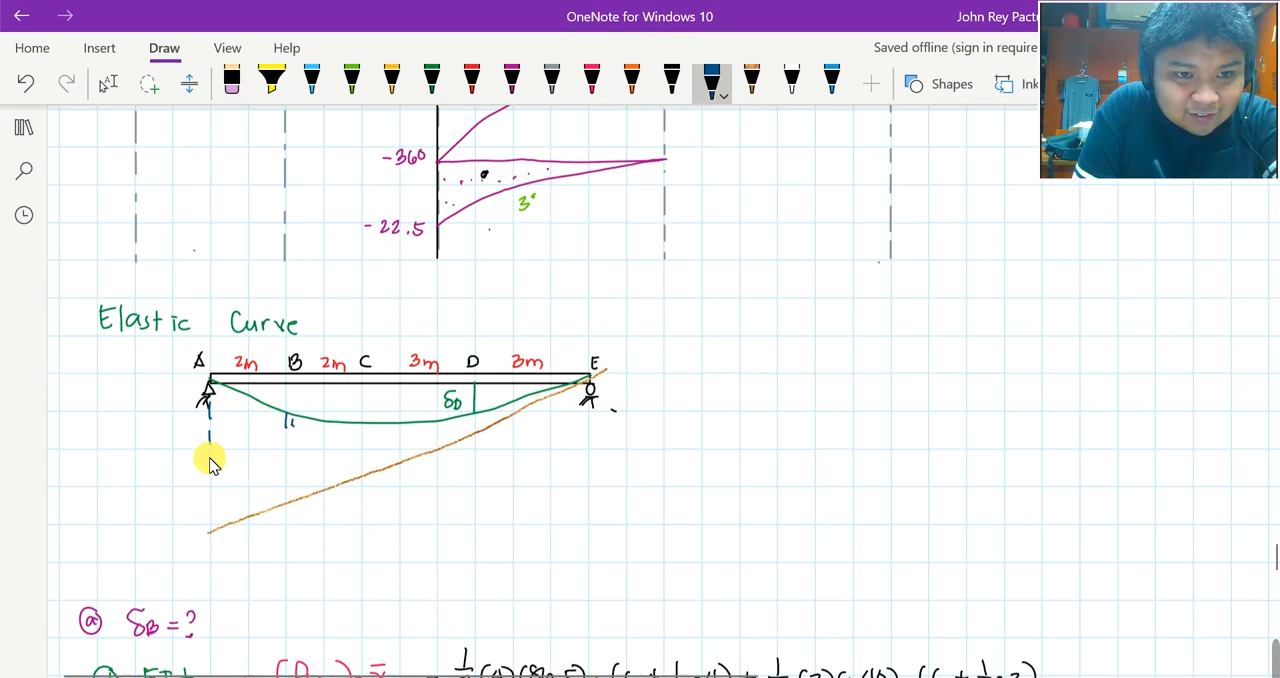 OneNote for Windows 10
John Rey Pact
Home Insert Draw View Help
Saved offline (sign in require
Shapes
Ink
-360
3°
-22.5
Elastic Curve
A 2m B 2m C 3m D 3m E
δD
ⓐ δB = ?